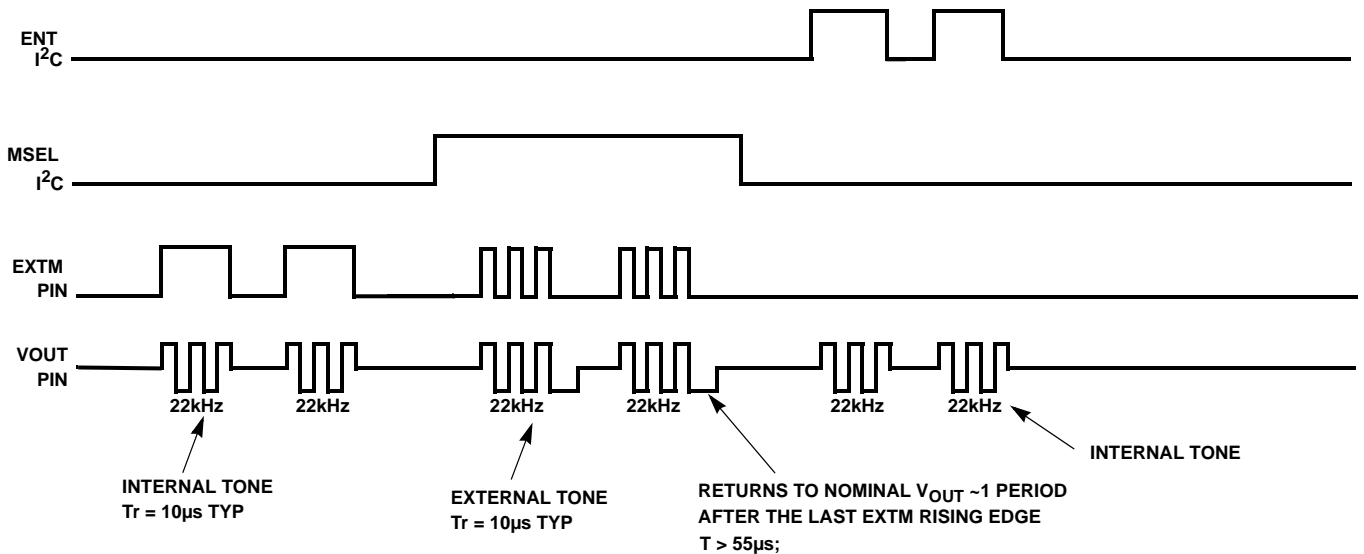 ENT
I²C
MSEL
I²C
EXTM
PIN
VOUT
PIN
22kHz 22kHz 22kHz 22kHz 22kHz 22kHz
INTERNAL TONE
Tr = 10µs TYP
EXTERNAL TONE
Tr = 10µs TYP
RETURNS TO NOMINAL VOUT ~1 PERIOD
AFTER THE LAST EXTM RISING EDGE
T > 55µs;
INTERNAL TONE